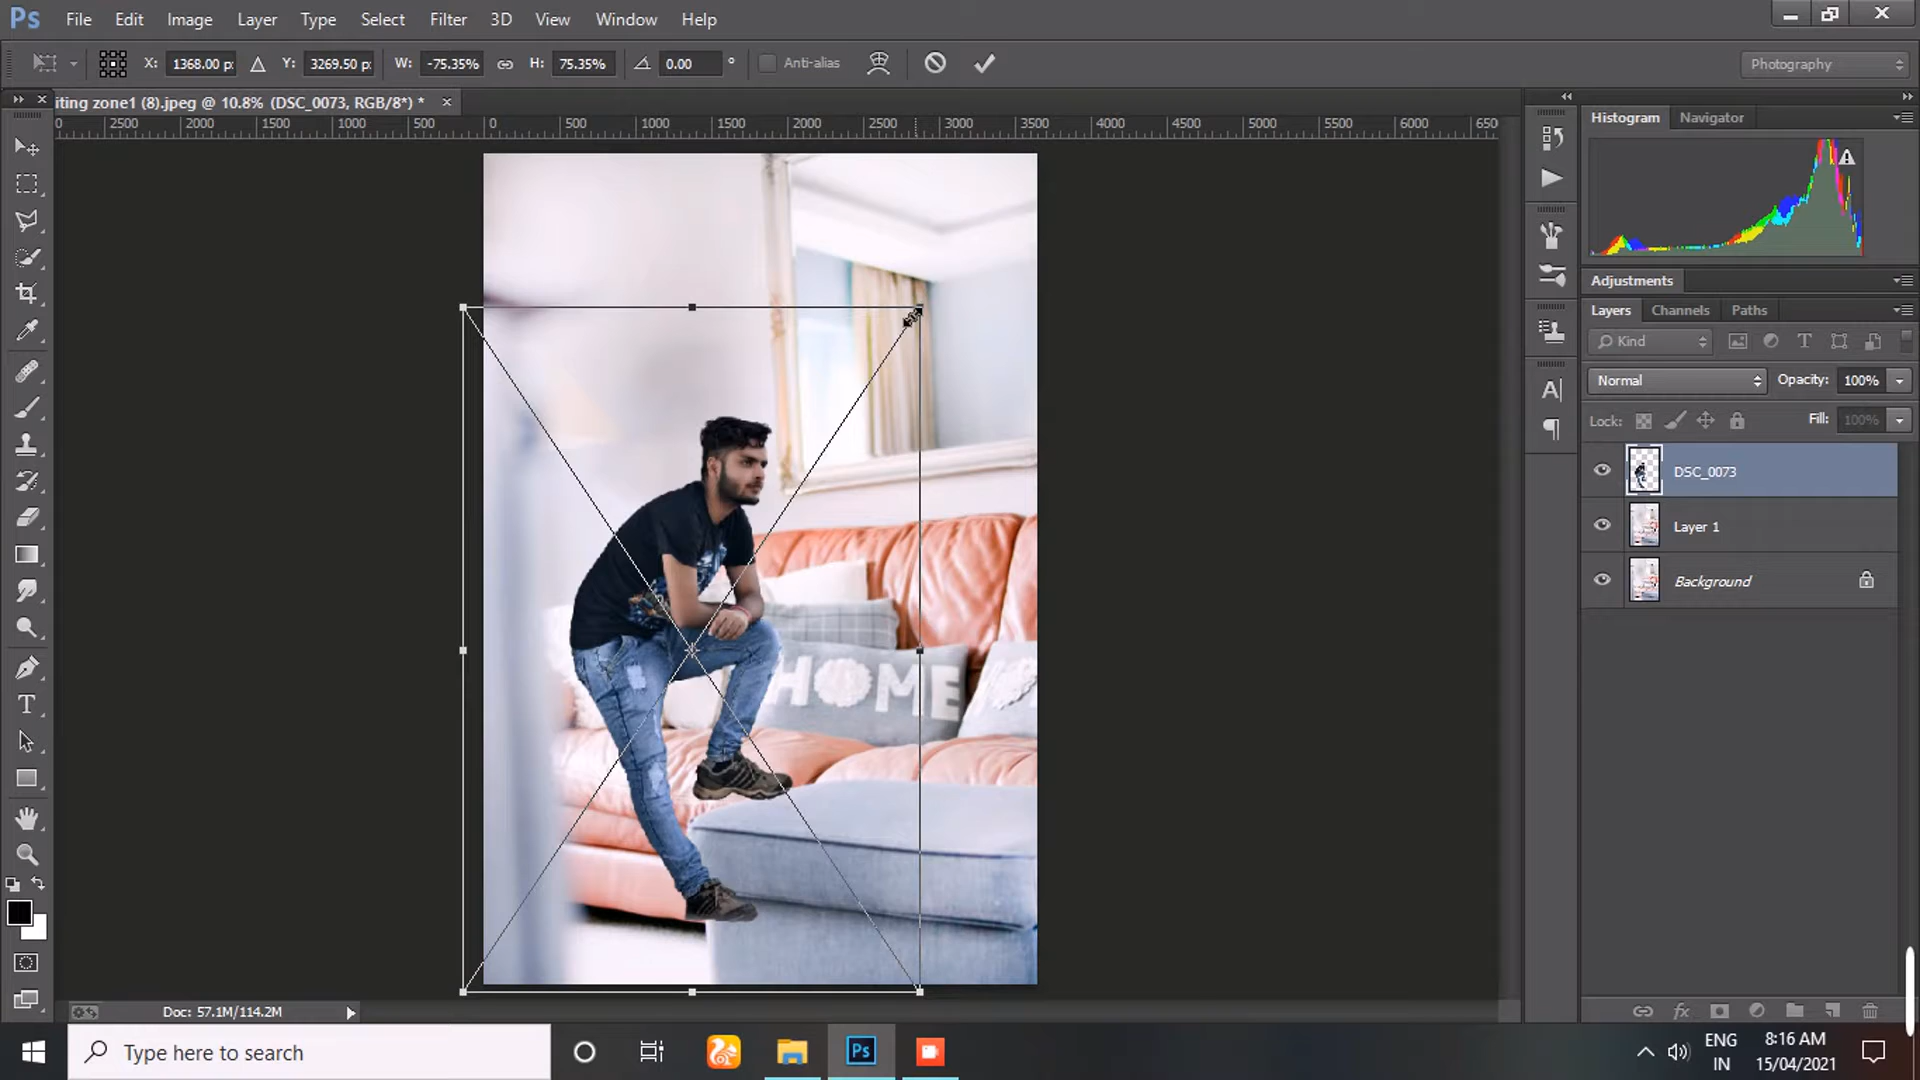 Ps File Edit Image Layer Type Select Filter 3D View Window Help
X: 1368.00 p: Y: 3269.50 p: W: -75.35% H: 75.35% 0.00 ° Anti-alias Photography
iting zone1 (8).jpeg @ 10.8% (DSC_0073, RGB/8*) * ×
0 2500 2000 1500 1000 500 0 500 1000 1500 2000 2500 3000 3500 4000 4500 5000 5500 6000 650
Histogram Navigator
Adjustments
Layers Channels Paths
Kind
Normal Opacity: 100%
Lock: Fill: 100%
DSC_0073
Layer 1
Background
HOME
Doc: 57.1M/114.2M
Type here to search
Ps
ENG
IN
8:16 AM
15/04/2021